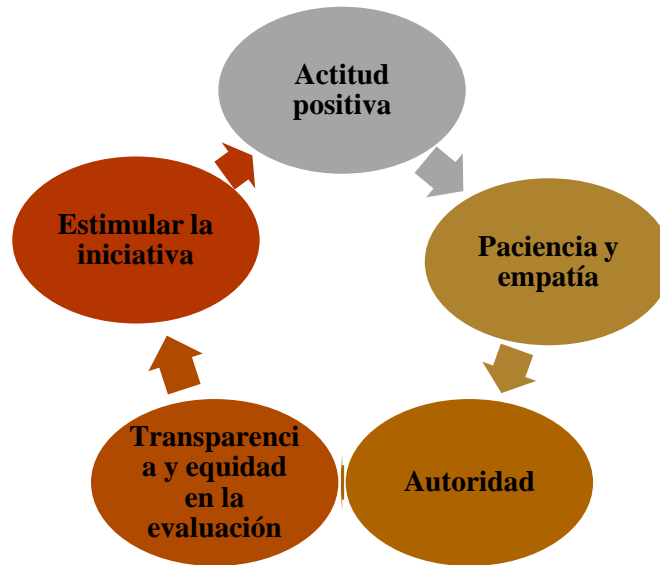 Actitud
positiva
Paciencia y
empatía
Autoridad
Transparenci
a y equidad
en la
evaluación
Estimular la
iniciativa